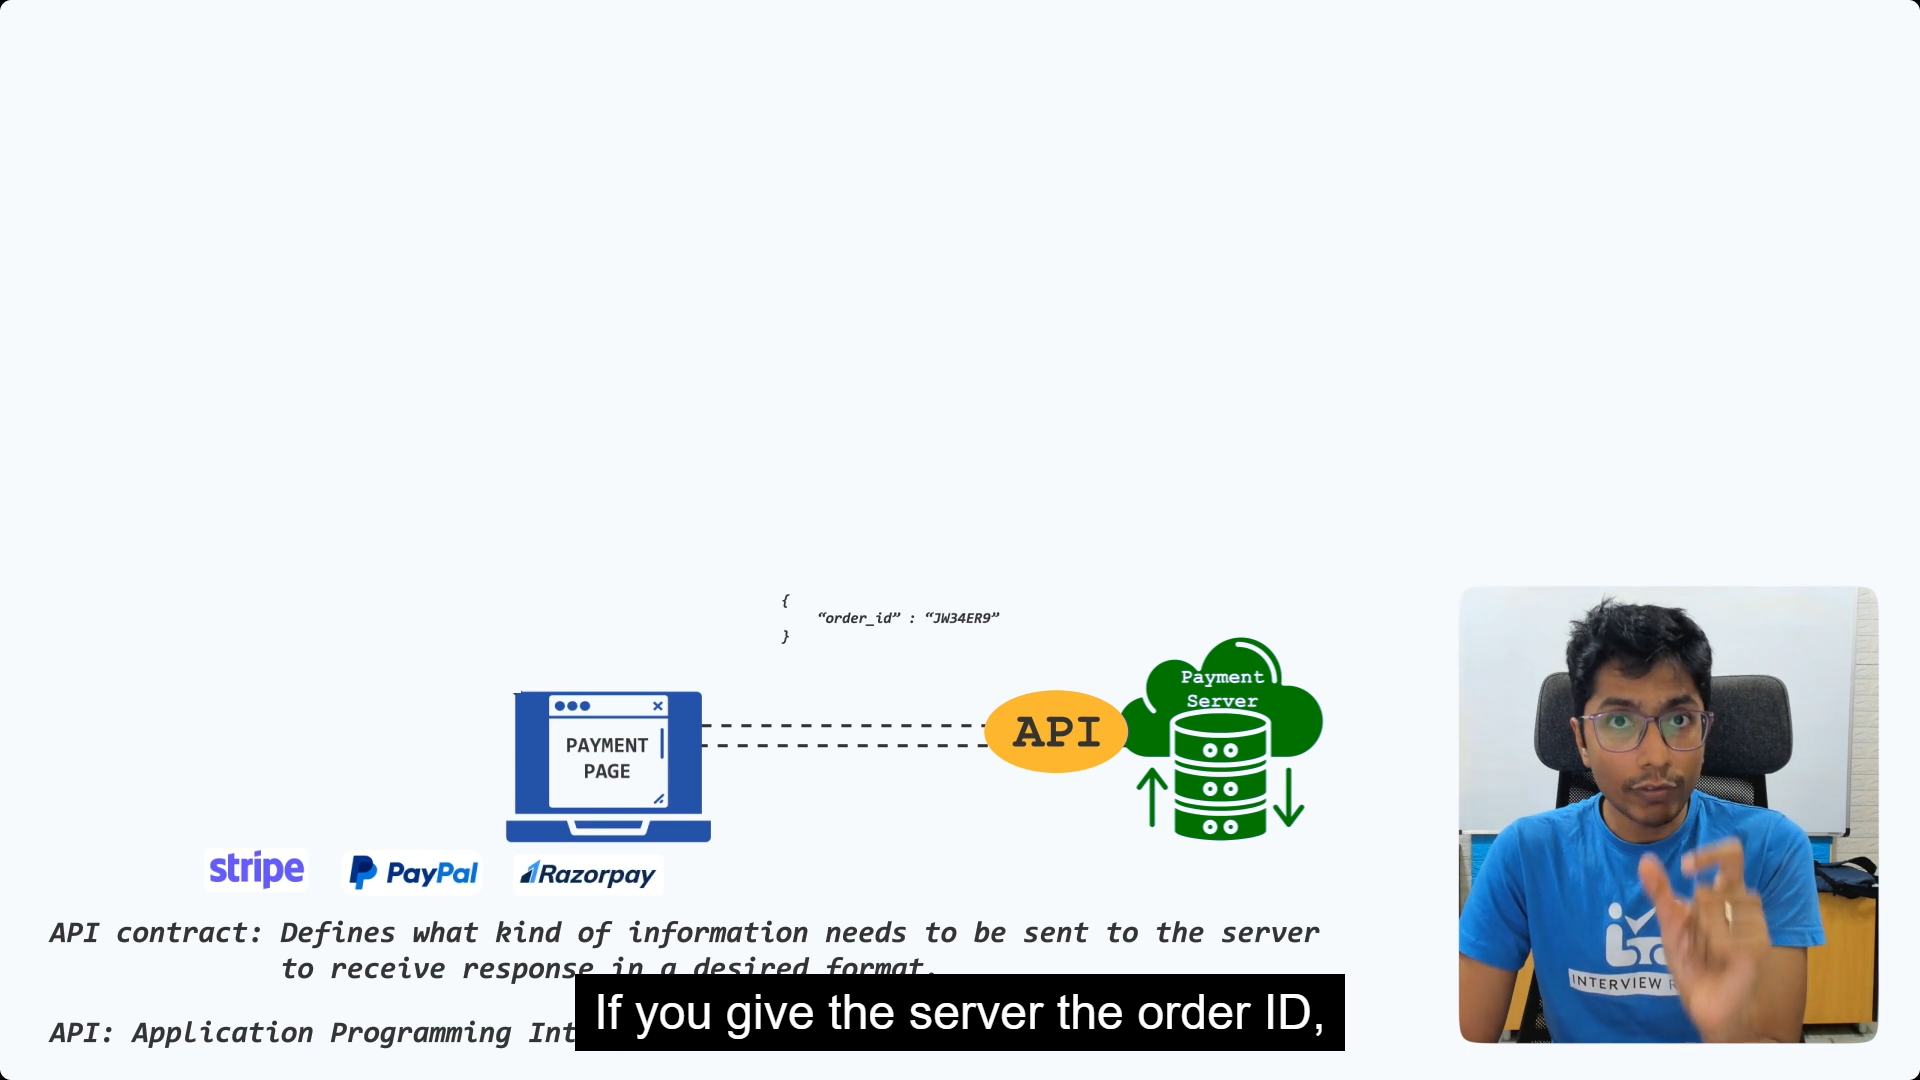 {
“order_id” : “JW34ER9”
}
Payment
Server
PAYMENT
PAGE
API
stripe
PayPal
Razorpay
API contract: Defines what kind of information needs to be sent to the server
to receive response in a desired format.
API: Application Programming Int
If you give the server the order ID,
INTERVIEW